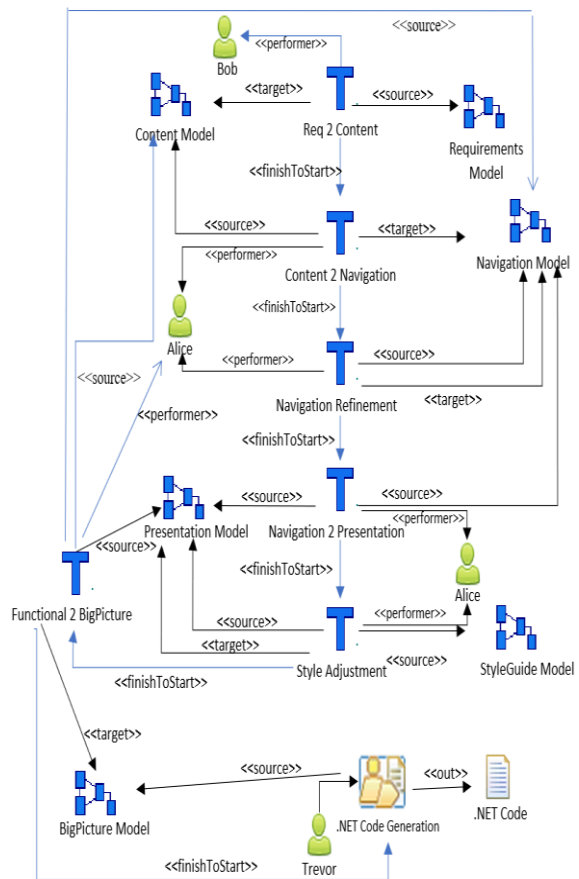 <<source>>
<<performer>>
Bob
<<target>>
<<source>>
Content Model
Req 2 Content
Requirements
Model
<<finishToStart>>
<<source>>
<<target>>
<<performer>>
Navigation Model
Content 2 Navigation
<<finishToStart>>
Alice
<<source>>
<<performer>>
<<source>>
<<target>>
<<performer>>
Navigation Refinement
<<finishToStart>>
<<source>>
<<source>>
<<performer>>
Presentation Model
Navigation 2 Presentation
<<source>>
<<finishToStart>>
Alice
Functional 2 BigPicture
<<source>>
<<performer>>
<<target>>
<<source>>
Style Adjustment
StyleGuide Model
<<finishToStart>>
<<target>>
<<source>>
<<out>>
BigPicture Model
.NET Code Generation
.NET Code
<<finishToStart>>
Trevor